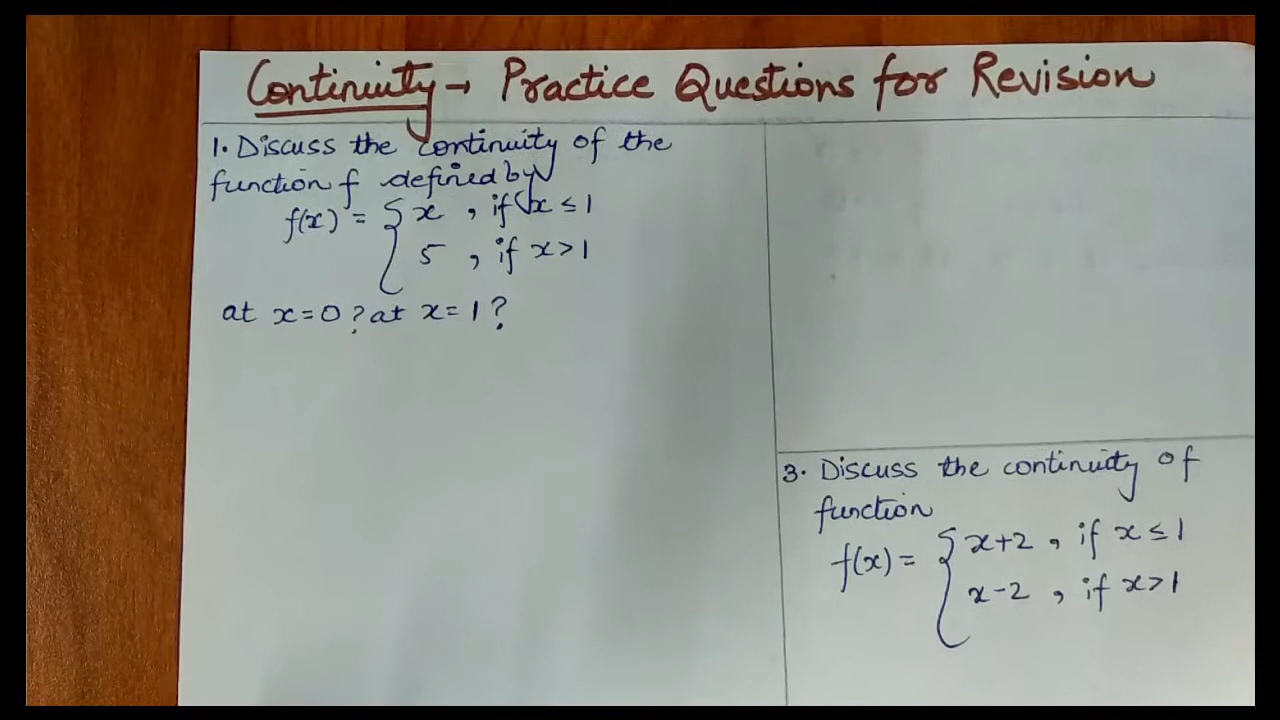 Continuity → Practice Questions for Revision
1. Discuss the continuity of the
function f defined by
f(x) = { x , if x ≤ 1
5 , if x > 1
at x=0? at x=1?
3. Discuss the continuity of
function
f(x) = { x+2 , if x ≤ 1
x-2 , if x > 1